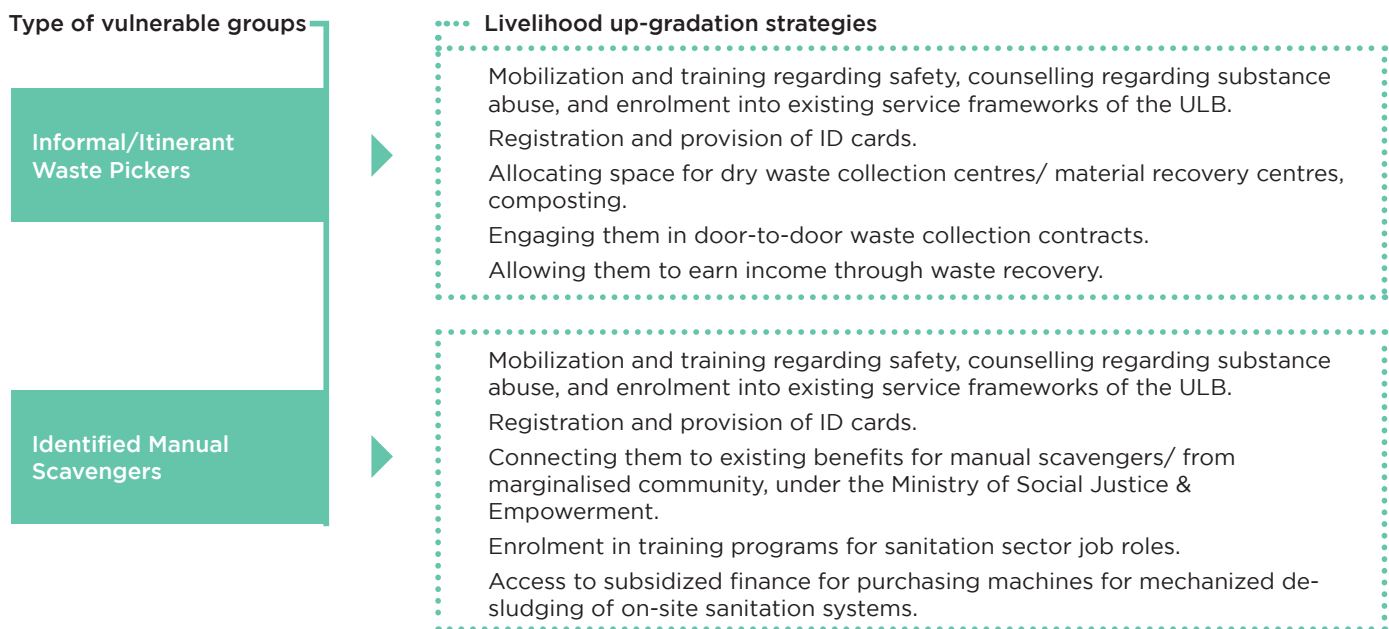 Type of vulnerable groups
Livelihood up-gradation strategies
Informal/Itinerant
Waste Pickers
Mobilization and training regarding safety, counselling regarding substance
abuse, and enrolment into existing service frameworks of the ULB.
Registration and provision of ID cards.
Allocating space for dry waste collection centres/ material recovery centres,
composting.
Engaging them in door-to-door waste collection contracts.
Allowing them to earn income through waste recovery.
Identified Manual
Scavengers
Mobilization and training regarding safety, counselling regarding substance
abuse, and enrolment into existing service frameworks of the ULB.
Registration and provision of ID cards.
Connecting them to existing benefits for manual scavengers/ from
marginalised community, under the Ministry of Social Justice &
Empowerment.
Enrolment in training programs for sanitation sector job roles.
Access to subsidized finance for purchasing machines for mechanized de-
sludging of on-site sanitation systems.